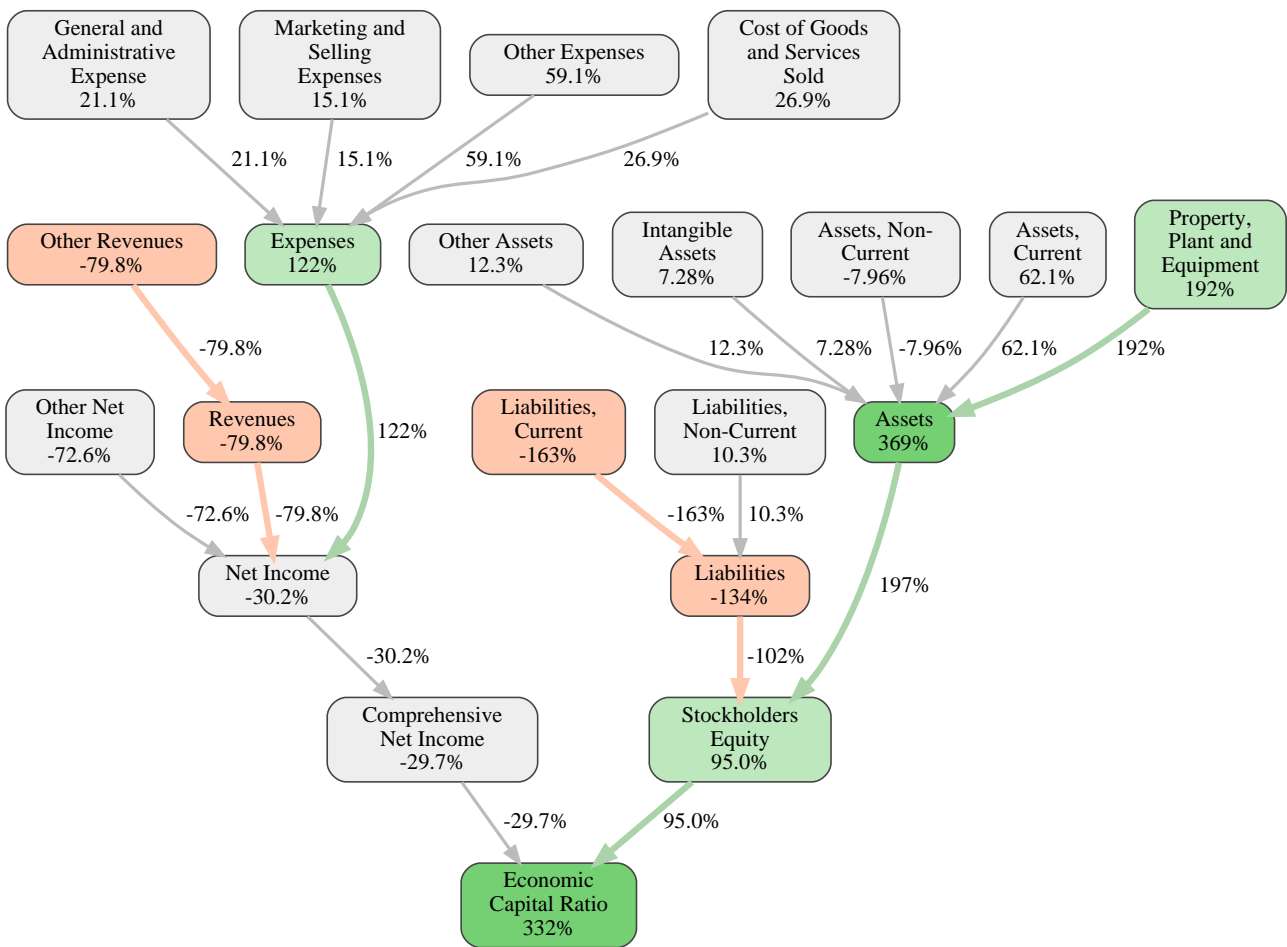 General and
Administrative
Expense
21.1%
Marketing and
Selling
Expenses
15.1%
Other Expenses
59.1%
Cost of Goods
and Services
Sold
26.9%
21.1%
15.1%
59.1%
26.9%
Other Revenues
-79.8%
Expenses
122%
Other Assets
12.3%
Intangible
Assets
7.28%
Assets, Non-
Current
-7.96%
Assets,
Current
62.1%
Property,
Plant and
Equipment
192%
-79.8%
12.3%
7.28%
-7.96%
62.1%
192%
Other Net
Income
-72.6%
Revenues
-79.8%
122%
Liabilities,
Current
-163%
Liabilities,
Non-Current
10.3%
Assets
369%
-72.6%
-79.8%
-163%
10.3%
Net Income
-30.2%
Liabilities
-134%
197%
-30.2%
-102%
Comprehensive
Net Income
-29.7%
Stockholders
Equity
95.0%
-29.7%
95.0%
Economic
Capital Ratio
332%